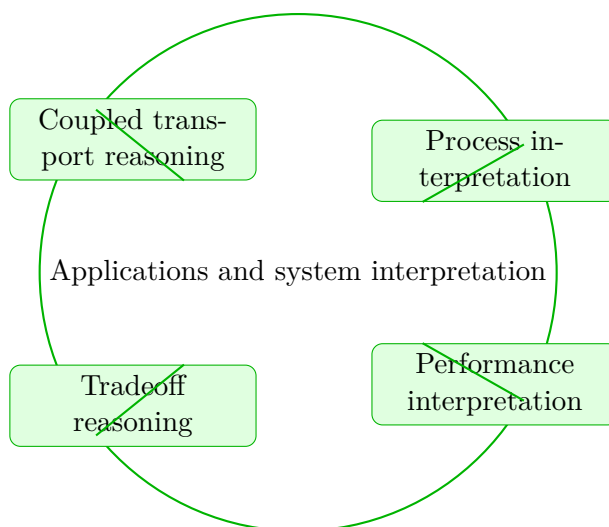 Coupled trans-
port reasoning
Process in-
terpretation
Applications and system interpretation
Tradeoff
reasoning
Performance
interpretation